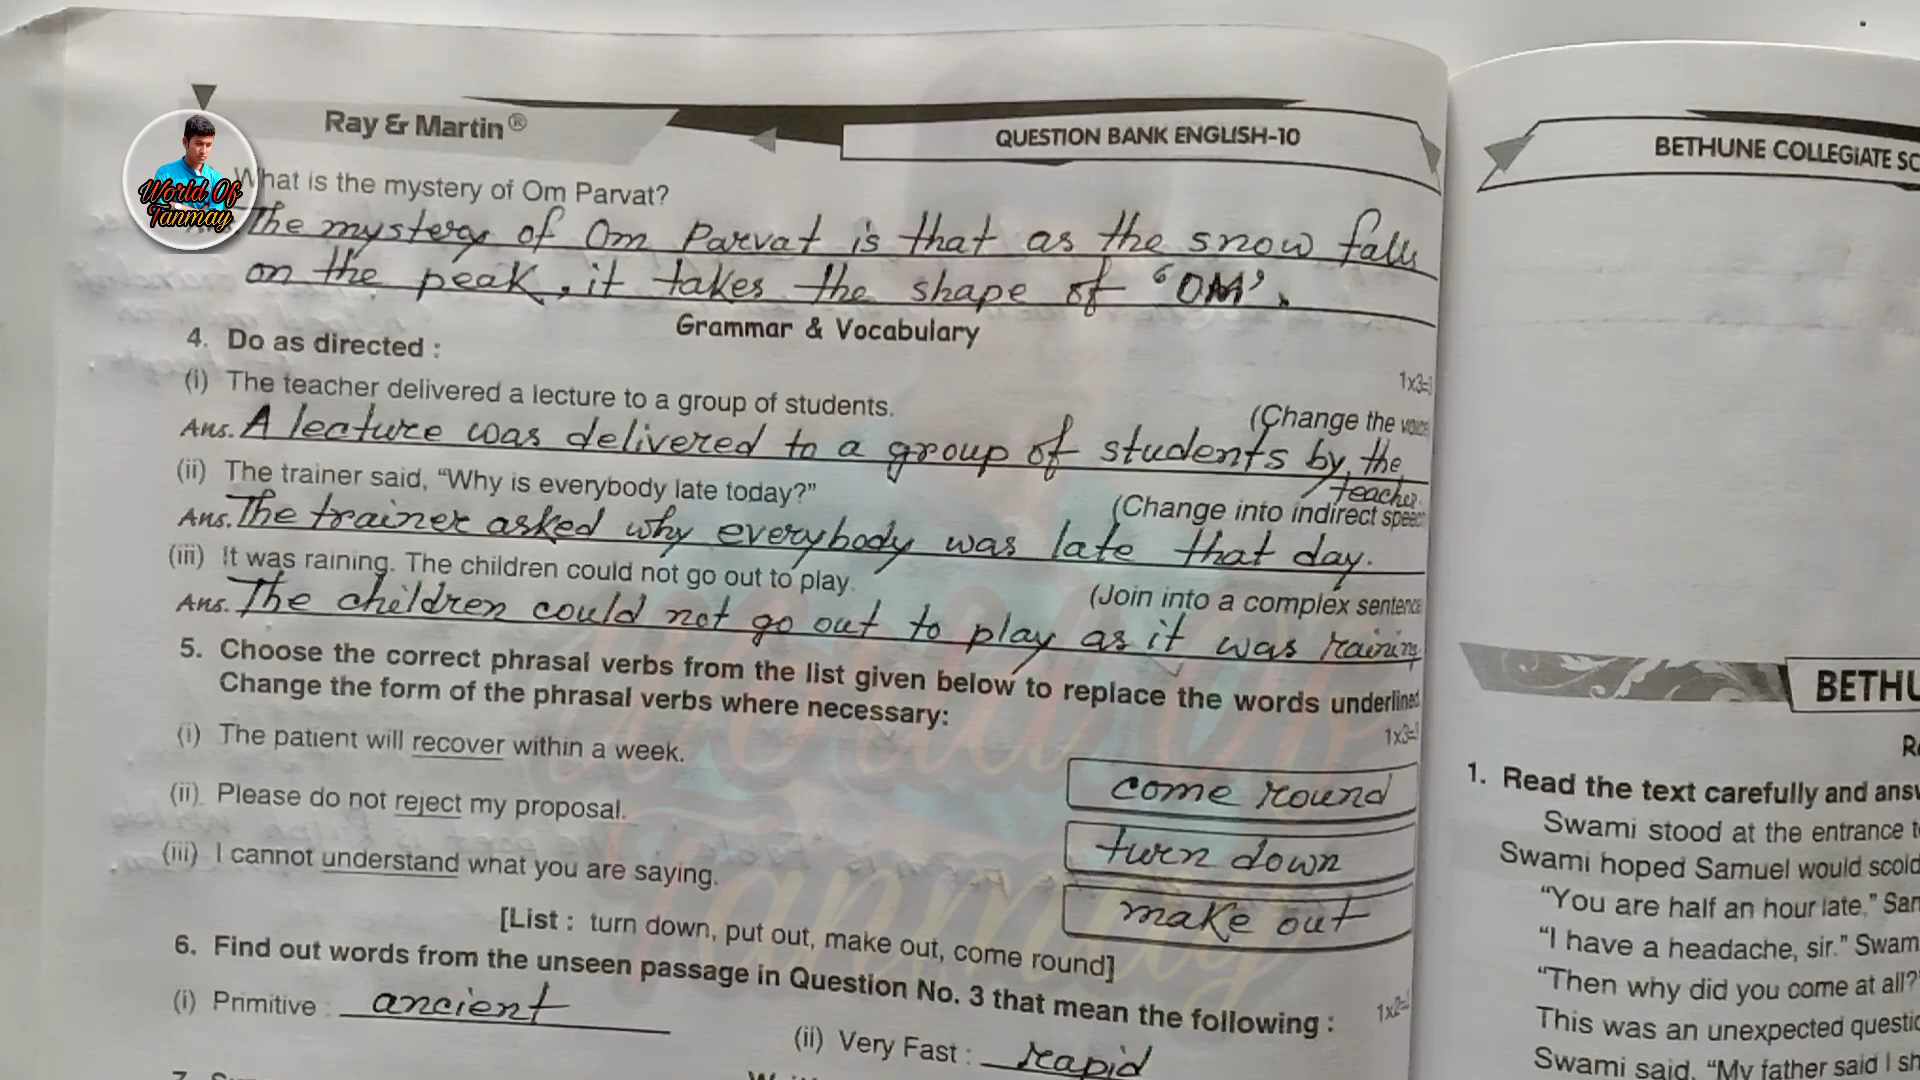 Ray & Martin®
QUESTION BANK ENGLISH-10
World Of
Tanmay
What is the mystery of Om Parvat?
The mystery of Om Parvat is that as the snow falls
on the peak, it takes the shape of 'OM'.
Grammar & Vocabulary
4. Do as directed :
1x3=3
(i) The teacher delivered a lecture to a group of students.
(Change the voice
Ans. A lecture was delivered to a group of students by the
teacher.
(ii) The trainer said, “Why is everybody late today?”
(Change into indirect speech
Ans. The trainer asked why everybody was late that day.
(iii) It was raining. The children could not go out to play.
(Join into a complex sentence
Ans. The children could not go out to play as it was raining.
5. Choose the correct phrasal verbs from the list given below to replace the words underlined.
Change the form of the phrasal verbs where necessary:
1x3=3
(i) The patient will recover within a week.
come round
(ii) Please do not reject my proposal.
turn down
(iii) I cannot understand what you are saying.
make out
[List : turn down, put out, make out, come round]
6. Find out words from the unseen passage in Question No. 3 that mean the following :
1x2=
(i) Primitive : ancient
(ii) Very Fast : rapid
World Of
Tanmay
BETHUNE COLLEGIATE SC
BETHU
1. Read the text carefully and answ
Swami stood at the entrance t
Swami hoped Samuel would scold
“You are half an hour late,” Sam
“I have a headache, sir.” Swam
“Then why did you come at all?”
This was an unexpected questio
Swami said, “My father said I sh